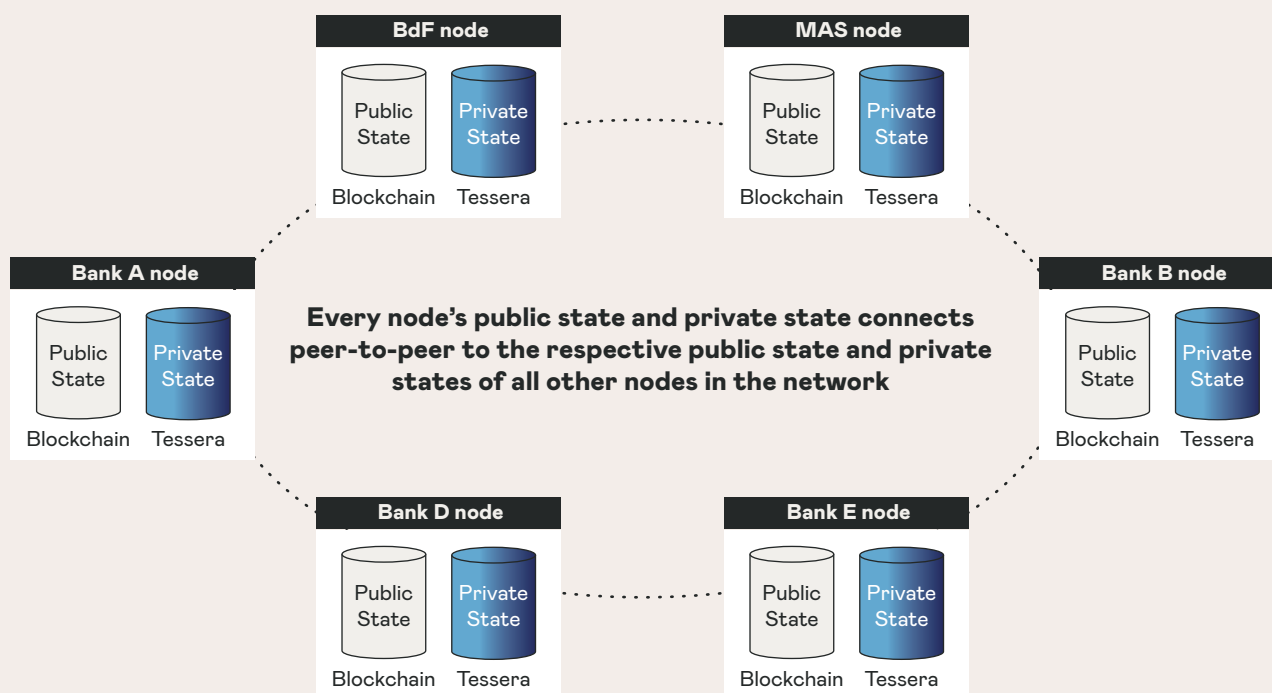 BdF node
Public
State
Private
State
Blockchain
Tessera
MAS node
Public
State
Private
State
Blockchain
Tessera
Bank A node
Public
State
Private
State
Blockchain
Tessera
Every node’s public state and private state connects
peer-to-peer to the respective public state and private
states of all other nodes in the network
Bank B node
Public
State
Private
State
Blockchain
Tessera
Bank D node
Public
State
Private
State
Blockchain
Tessera
Bank E node
Public
State
Private
State
Blockchain
Tessera